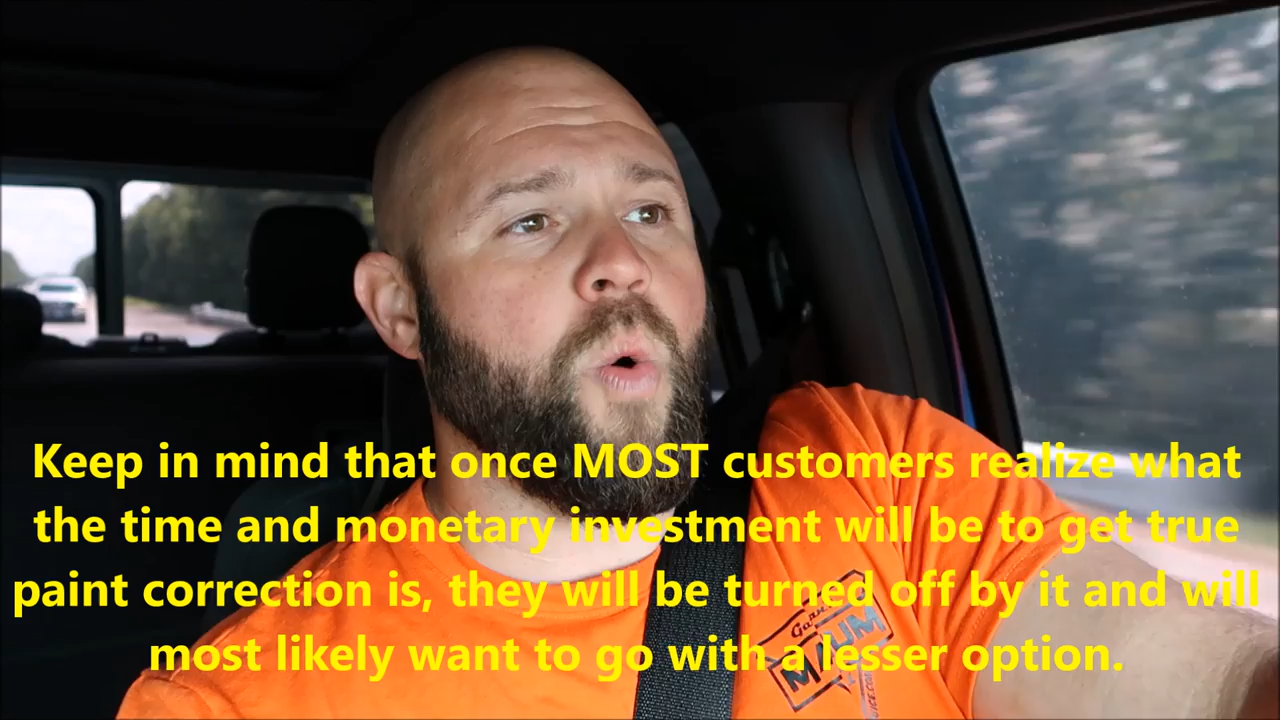 Keep in mind that once MOST customers realize what
the time and monetary investment will be to get true
paint correction is, they will be turned off by it and will
most likely want to go with a lesser option.